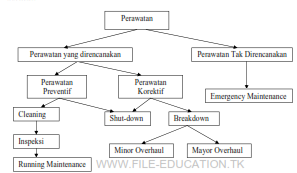 Perawatan
Perawatan yang direncanakan
Perawatan Tak Direncanakan
Perawatan
Preventif
Perawatan
Korektif
Emergency Maintenance
Cleaning
Shut-down
Breakdown
Inspeksi
Minor Overhaul
Mayor Overhaul
Running Maintenance
WWW.FILE-EDUCATION.TK